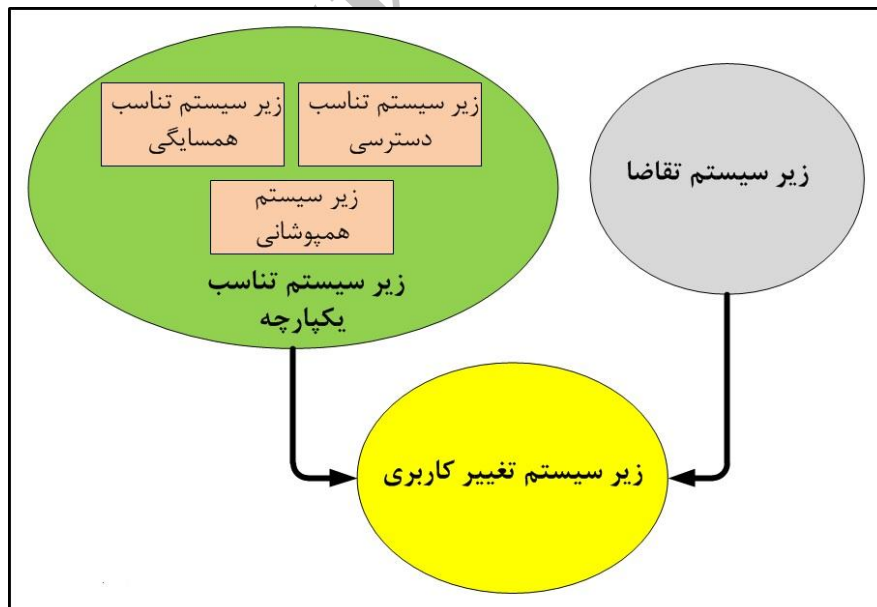 زیر سیستم تناسب
دسترسی
زیر سیستم تناسب
همسایگی
زیر سیستم
همپوشانی
زیر سیستم تناسب
یکپارچه
زیر سیستم تقاضا
زیر سیستم تغییر کاربری